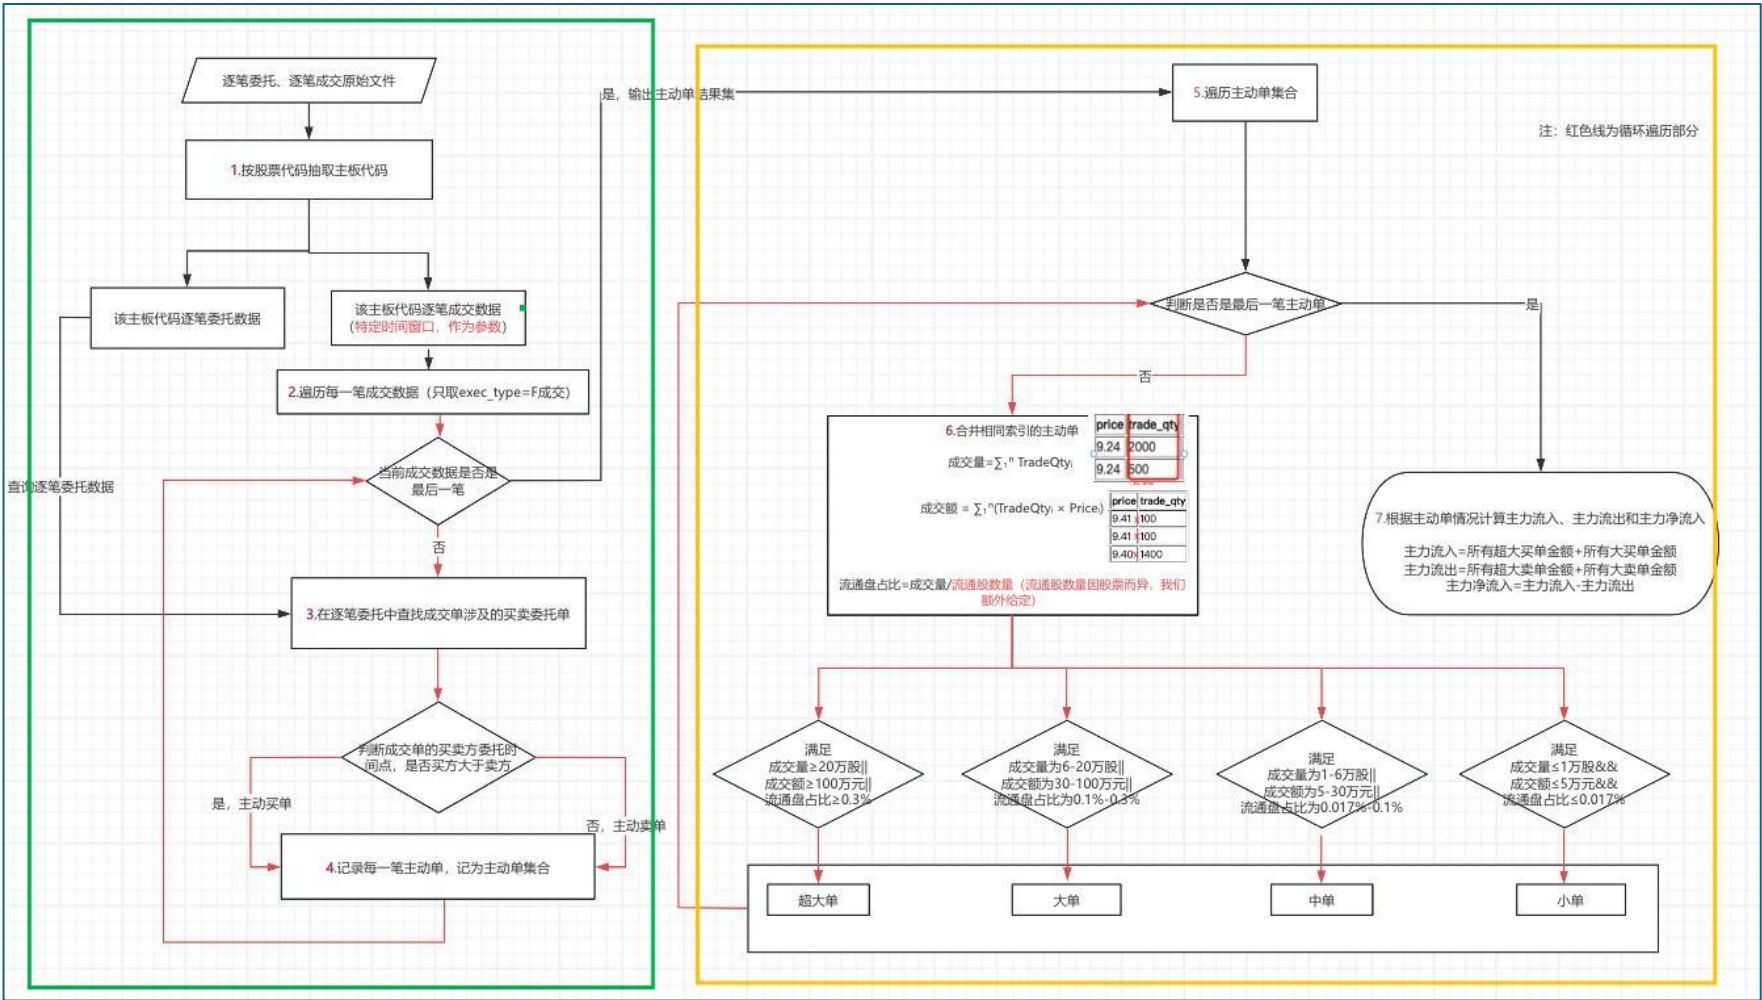 逐笔委托、逐笔成交原始文件
1.按股票代码抽取主板代码
该主板代码逐笔委托数据
该主板代码逐笔成交数据
（特定时间窗口，作为参数）
2.遍历每一笔成交数据（只取exec_type=F成交）
当前成交数据是否是
最后一笔
是，输出主动单结果集
查询逐笔委托数据
否
3.在逐笔委托中查找成交单涉及的买卖委托单
判断成交单的买卖方委托时
间点，是否买方大于卖方
是，主动买单
否，主动卖单
4.记录每一笔主动单，记为主动单集合
5.遍历主动单集合
注：红色线为循环遍历部分
判断是否是最后一笔主动单
是
否
6.合并相同索引的主动单
price trade_qty
9.24 2000
9.24 500
成交量=∑₁ⁿ TradeQtyᵢ
成交额 = ∑₁ⁿ(TradeQtyᵢ × Priceᵢ)
price trade_qty
9.41 x 100
9.41 x 100
9.40 x 1400
流通盘占比=成交量/流通股数量（流通股数量因股票而异，我们
额外给定）
7.根据主动单情况计算主力流入、主力流出和主力净流入
主力流入=所有超大买单金额+所有大买单金额
主力流出=所有超大卖单金额+所有大卖单金额
主力净流入=主力流入-主力流出
满足
成交量≥20万股||
成交额≥100万元||
流通盘占比≥0.3%
满足
成交量为6-20万股||
成交额为30-100万元||
流通盘占比为0.1%-0.3%
满足
成交量为1-6万股||
成交额为5-30万元||
流通盘占比为0.017%-0.1%
满足
成交量≤1万股&&
成交额≤5万元&&
流通盘占比≤0.017%
超大单
大单
中单
小单